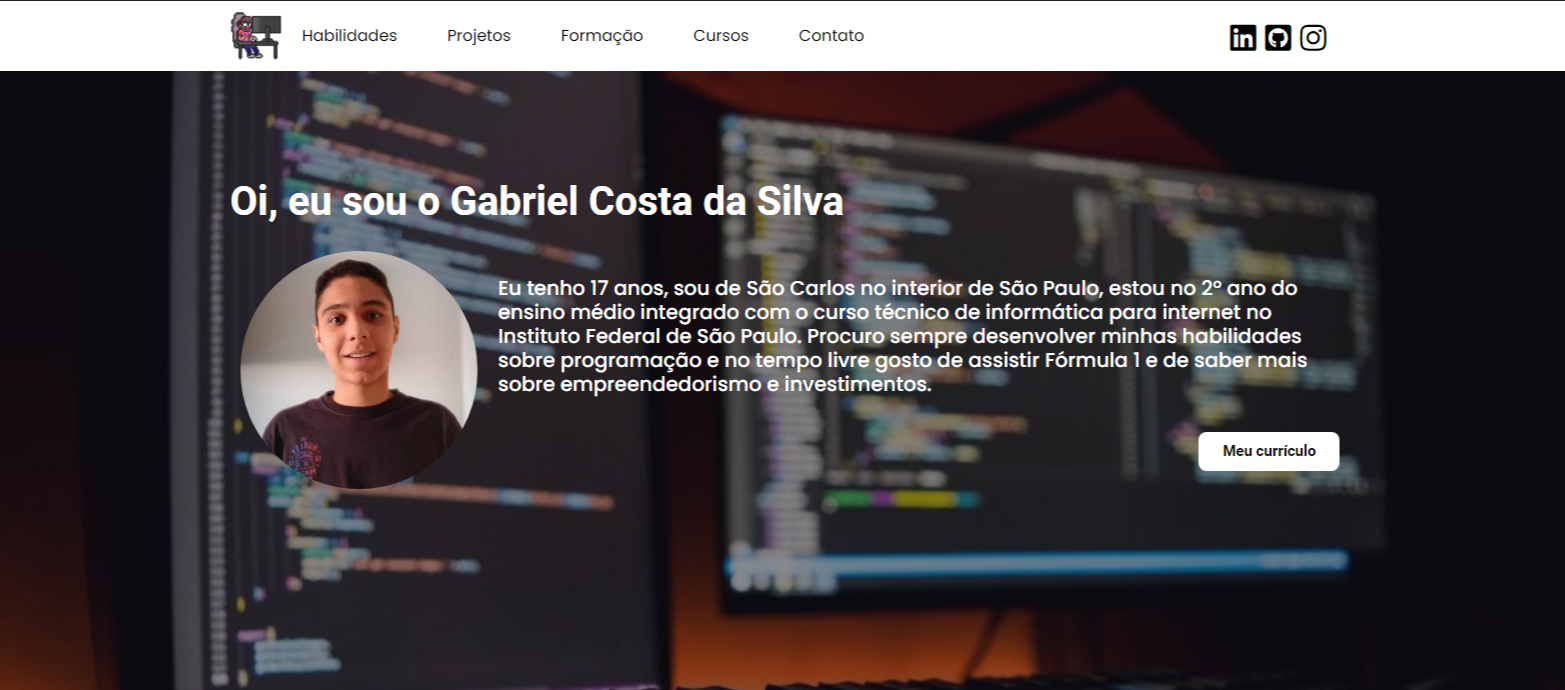 Habilidades Projetos Formação Cursos Contato
Oi, eu sou o Gabriel Costa da Silva
Eu tenho 17 anos, sou de São Carlos no interior de São Paulo, estou no 2º ano do
ensino médio integrado com o curso técnico de informática para internet no
Instituto Federal de São Paulo. Procuro sempre desenvolver minhas habilidades
sobre programação e no tempo livre gosto de assistir Fórmula 1 e de saber mais
sobre empreendedorismo e investimentos.
Meu currículo